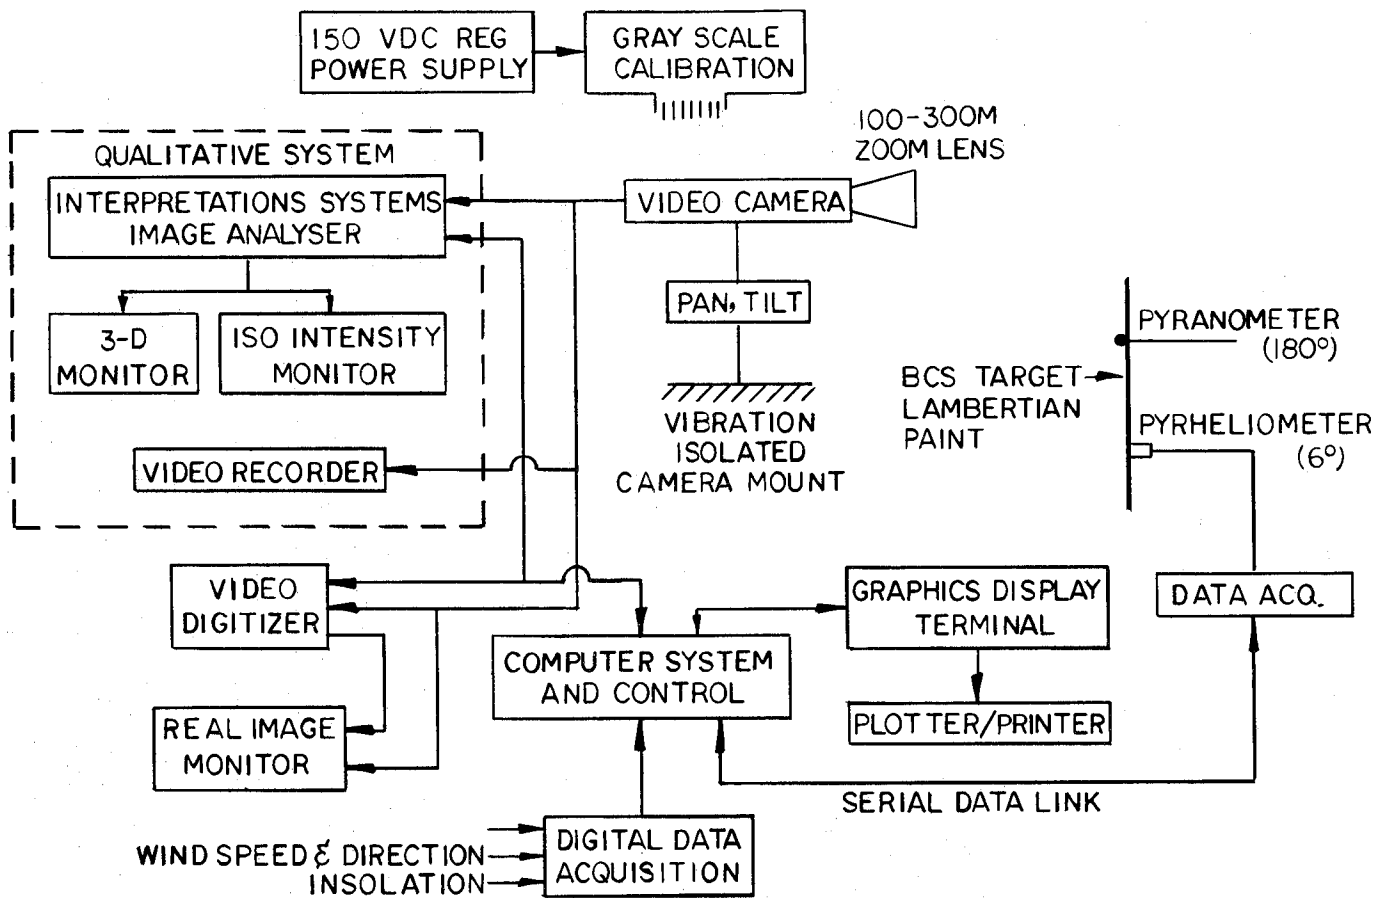 150 VDC REG
POWER SUPPLY
GRAY SCALE
CALIBRATION
100-300M
ZOOM LENS
QUALITATIVE SYSTEM
INTERPRETATIONS SYSTEMS
IMAGE ANALYSER
VIDEO CAMERA
PAN, TILT
3-D
MONITOR
ISO INTENSITY
MONITOR
VIBRATION
ISOLATED
CAMERA MOUNT
BCS TARGET
LAMBERTIAN
PAINT
PYRANOMETER
(180°)
PYRHELIOMETER
(6°)
VIDEO RECORDER
VIDEO
DIGITIZER
GRAPHICS DISPLAY
TERMINAL
DATA ACQ.
COMPUTER SYSTEM
AND CONTROL
REAL IMAGE
MONITOR
PLOTTER/PRINTER
SERIAL DATA LINK
WIND SPEED & DIRECTION
INSOLATION
DIGITAL DATA
ACQUISITION